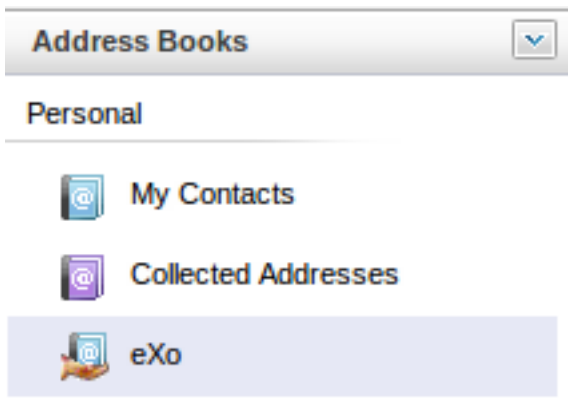 Address Books
Personal
My Contacts
Collected Addresses
eXo